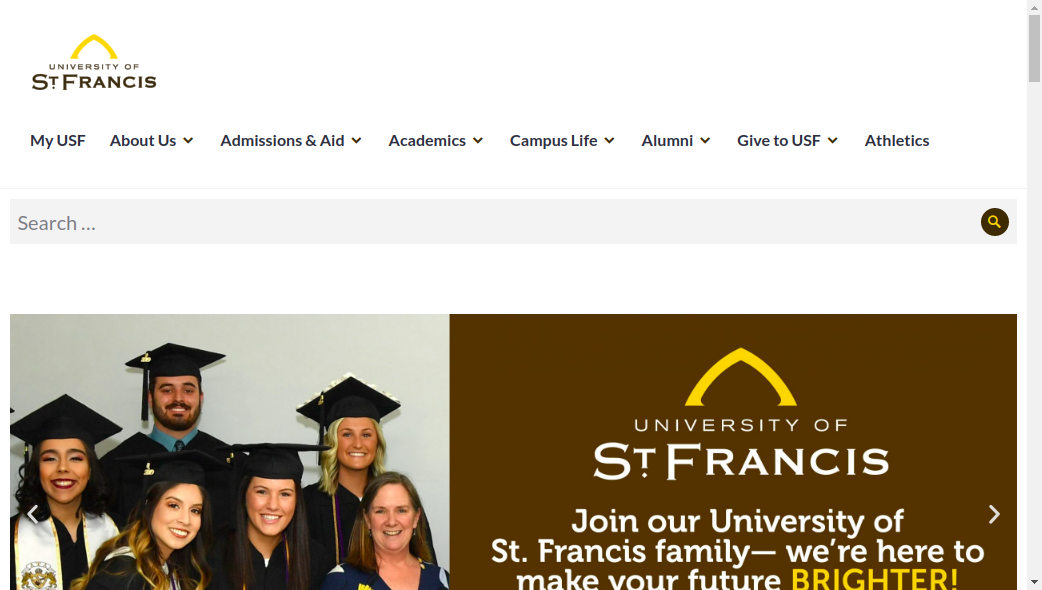 UNIVERSITY OF
ST FRANCIS
My USF About Us Admissions & Aid Academics Campus Life Alumni Give to USF Athletics
Search ...
UNIVERSITY OF
ST FRANCIS
Join our University of
St. Francis family— we're here to
make your future BRIGHTER!